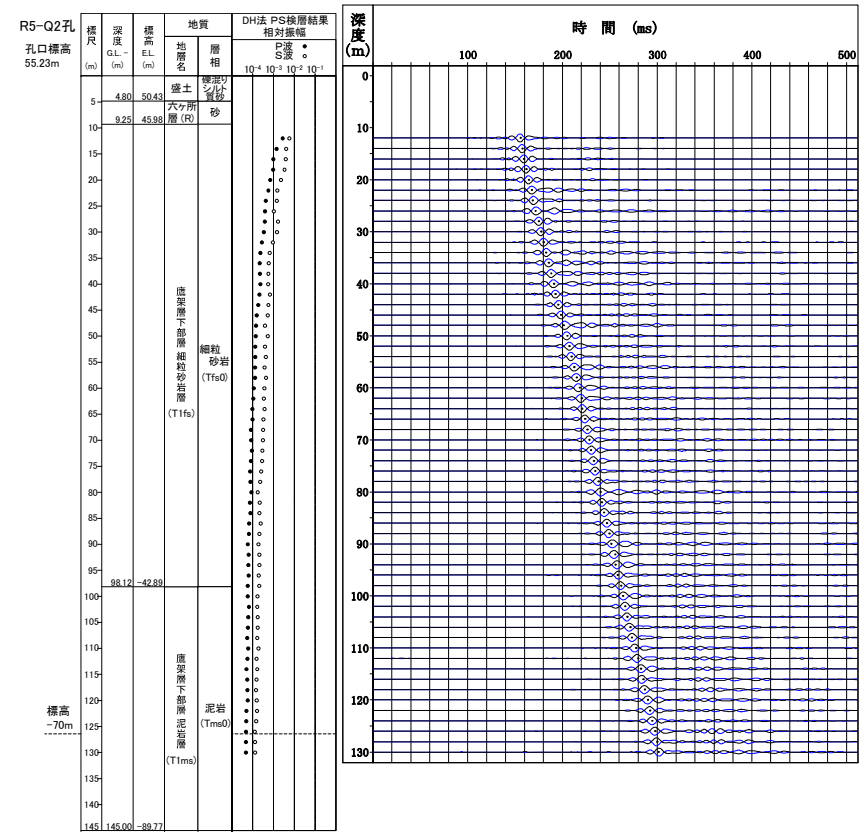 R5-Q2孔
孔口標高
55.23m
標尺
(m)
深度
G.L.-
(m)
標高
E.L.
(m)
地質
地層名
層相
DH法 PS検層結果
相対振幅
P波 ●
S波 ○
10⁻⁴ 10⁻³ 10⁻² 10⁻¹
深度
(m)
時 間 (ms)
0 100 200 300 400 500
盛土
礫混り
シルト
質砂
4.80 50.43
六ヶ所
層(R)
砂
9.25 45.98
鷹架層下部層 細粒砂岩層
(T1fs)
細粒
砂岩
(Tfs0)
98.12 -42.89
鷹架層下部層 泥岩層
(T1ms)
泥岩
(Tms0)
標高
-70m
145.00 -89.77
5
10
15
20
25
30
35
40
45
50
55
60
65
70
75
80
85
90
95
100
105
110
115
120
125
130
135
140
145
0
10
20
30
40
50
60
70
80
90
100
110
120
130